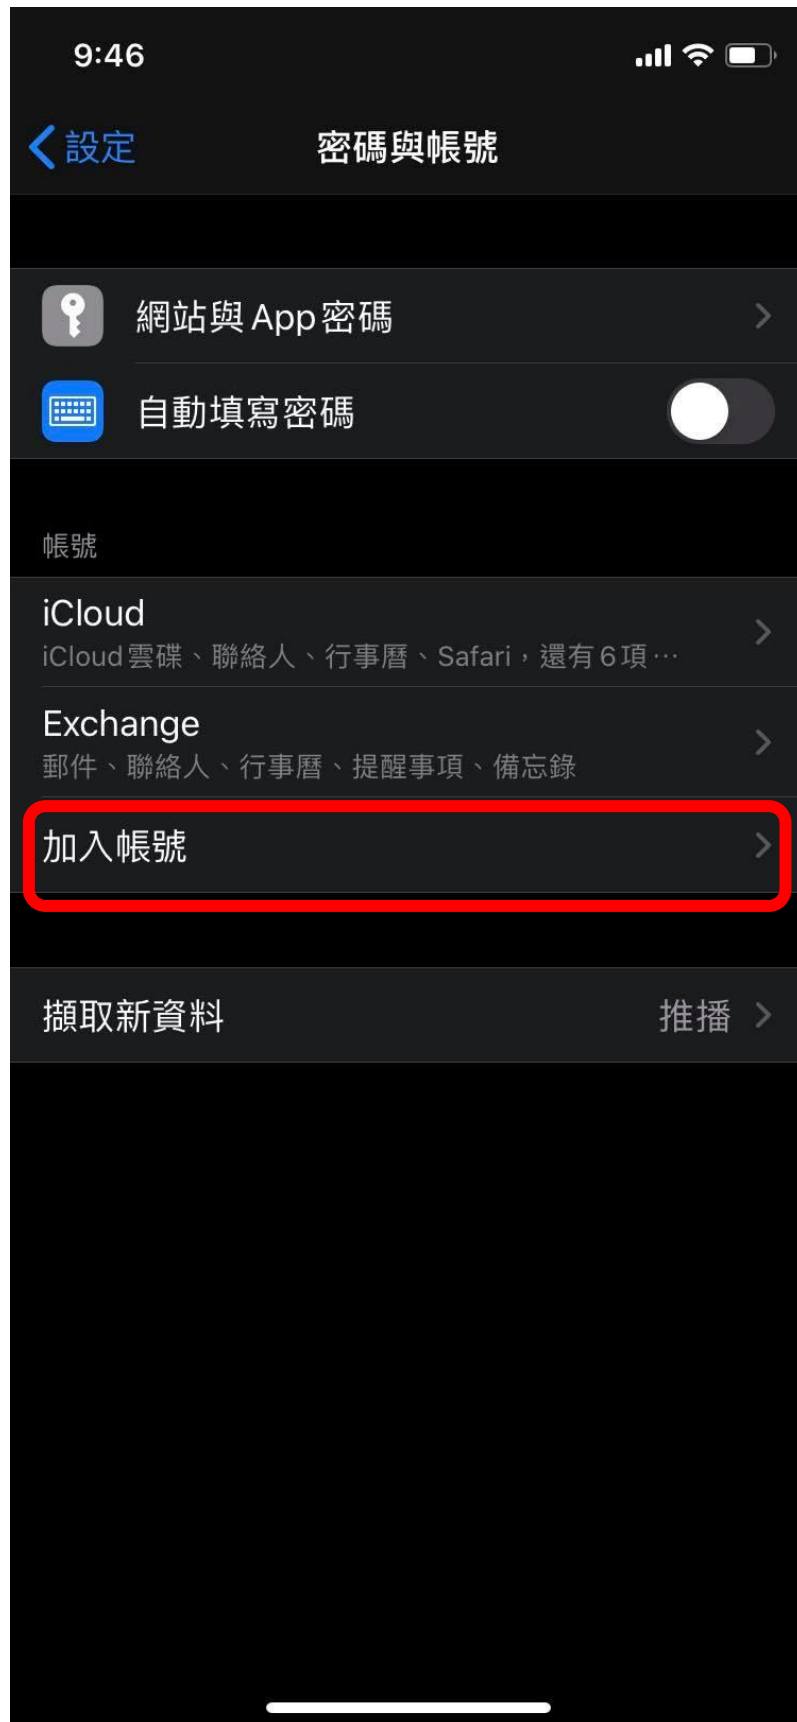 9:46
設定
密碼與帳號
網站與 App 密碼
自動填寫密碼
帳號
iCloud
iCloud 雲碟、聯絡人、行事曆、Safari，還有 6 項⋯
Exchange
郵件、聯絡人、行事曆、提醒事項、備忘錄
加入帳號
擷取新資料 推播